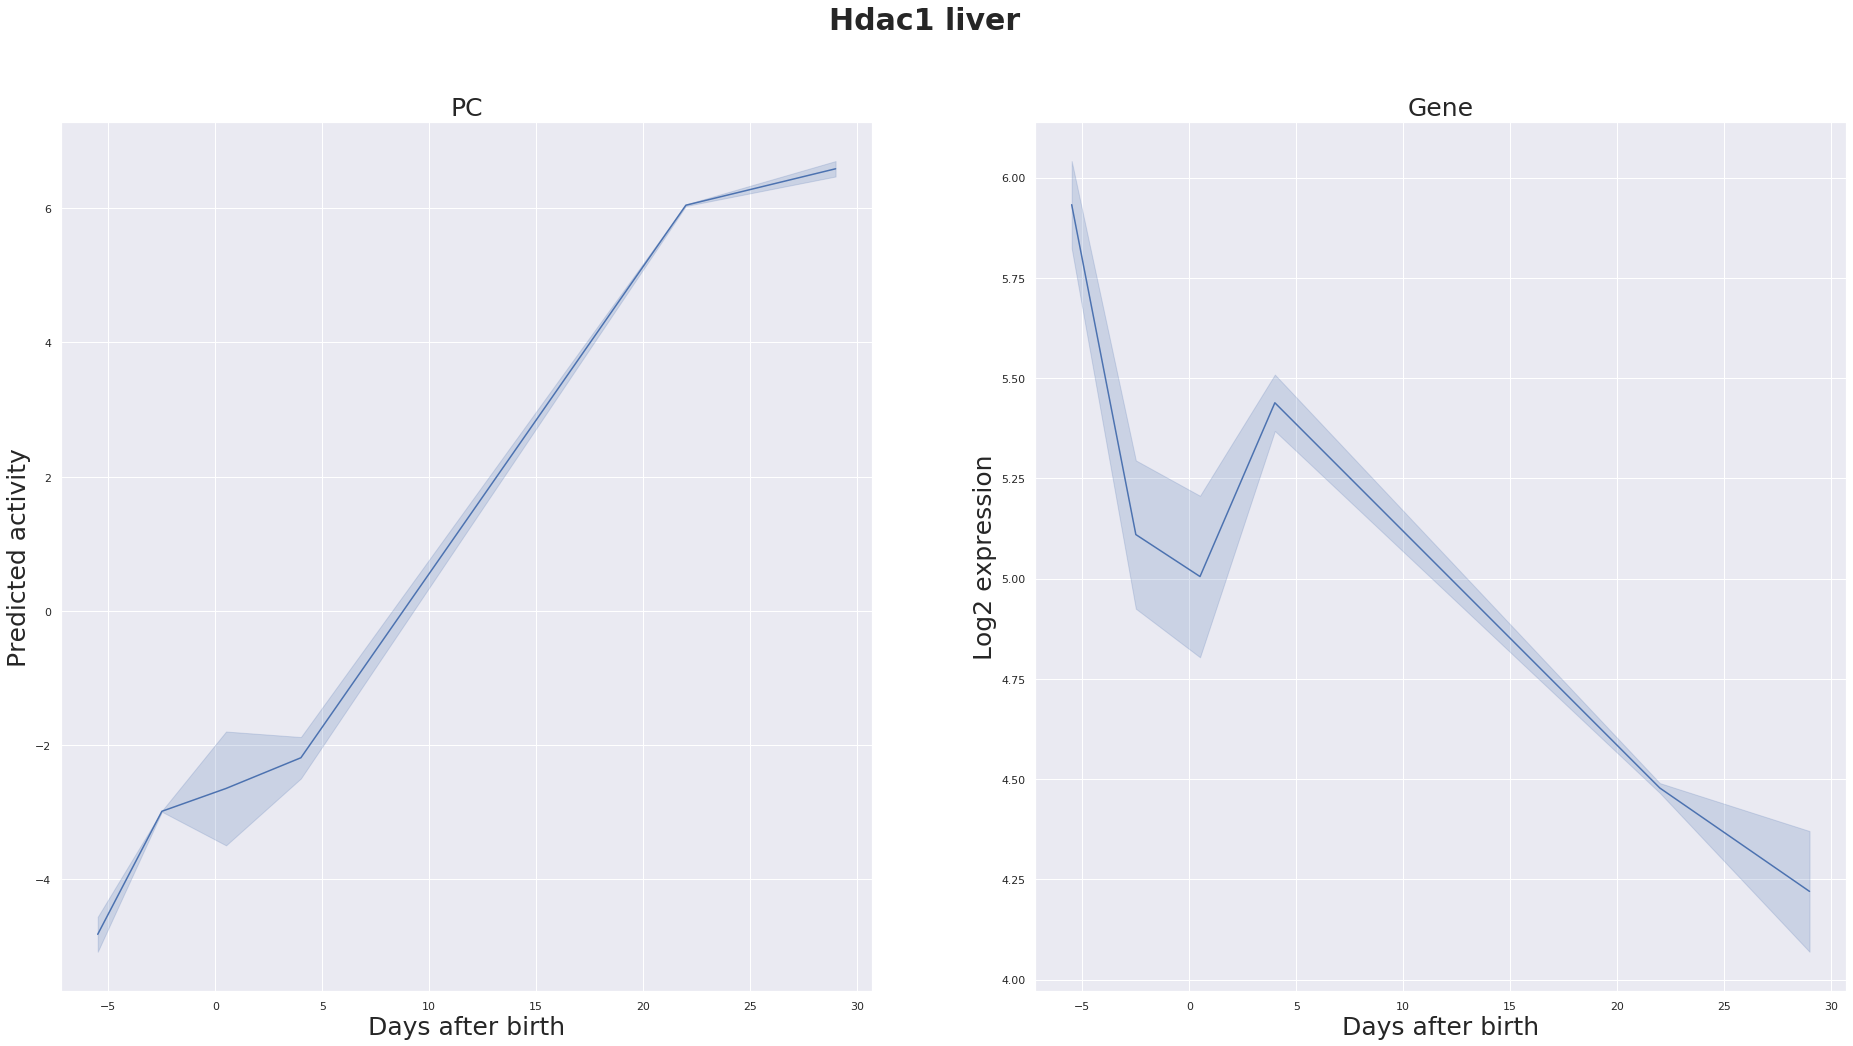 Hdac1 liver
PC
Predicted activity
6
4
2
0
−2
−4
−5 0 5 10 15 20 25 30
Days after birth
Gene
Log2 expression
6.00
5.75
5.50
5.25
5.00
4.75
4.50
4.25
4.00
−5 0 5 10 15 20 25 30
Days after birth